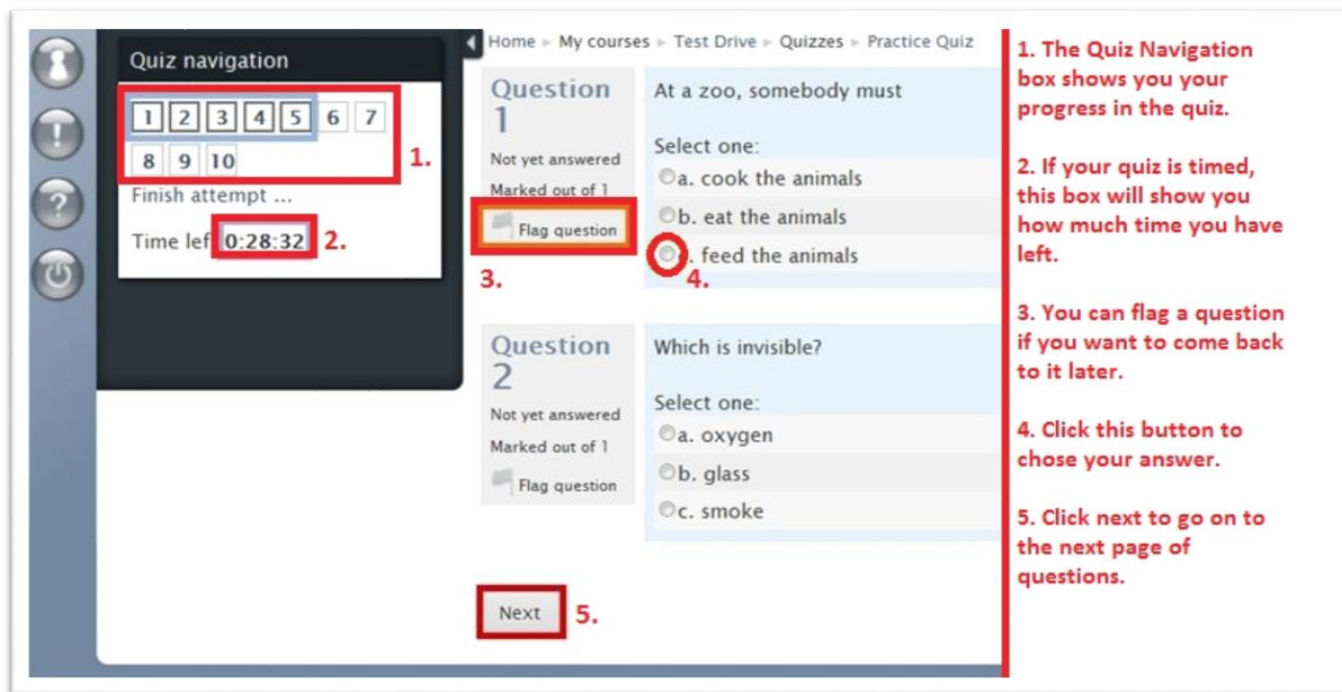 Quiz navigation
1 2 3 4 5 6 7
8 9 10
1.
Finish attempt ...
Time lef 0:28:32 2.
Home ► My courses ► Test Drive ► Quizzes ► Practice Quiz
Question
1
Not yet answered
Marked out of 1
Flag question
3.
At a zoo, somebody must
Select one:
a. cook the animals
b. eat the animals
. feed the animals
4.
Question
2
Not yet answered
Marked out of 1
Flag question
Which is invisible?
Select one:
a. oxygen
b. glass
c. smoke
Next 5.
1. The Quiz Navigation
box shows you your
progress in the quiz.
2. If your quiz is timed,
this box will show you
how much time you have
left.
3. You can flag a question
if you want to come back
to it later.
4. Click this button to
chose your answer.
5. Click next to go on to
the next page of
questions.